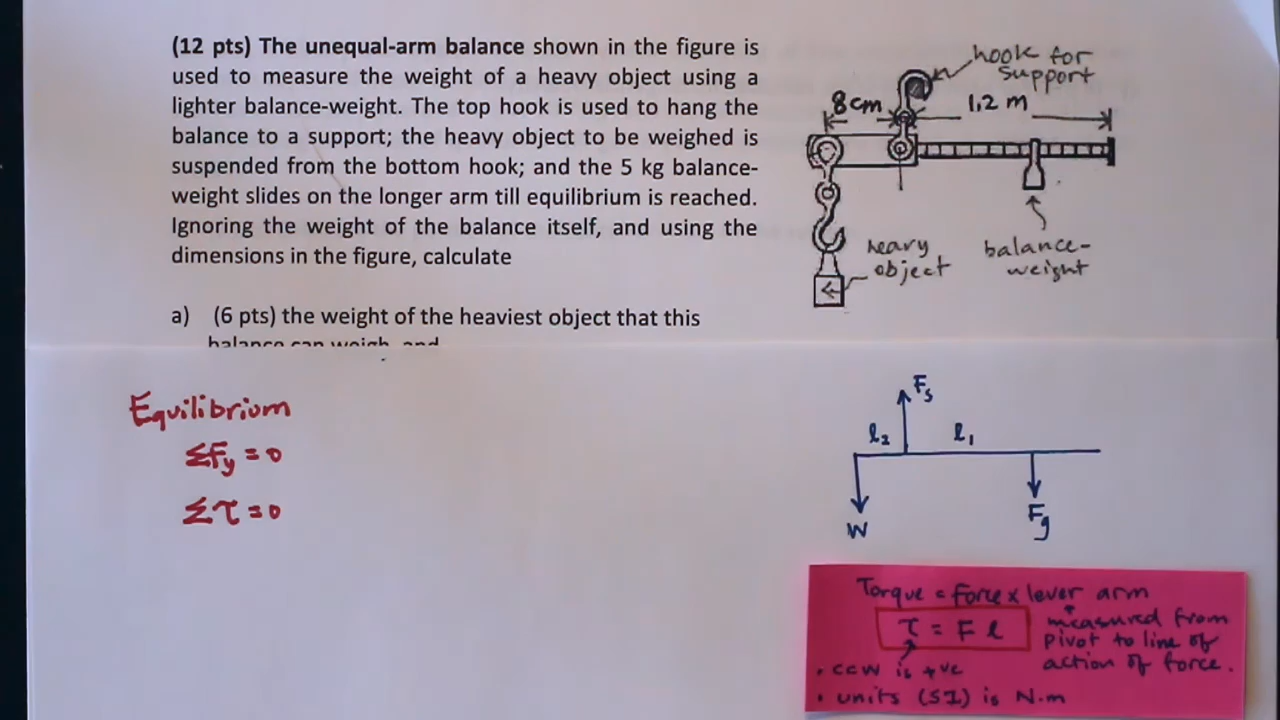 (12 pts) The unequal-arm balance shown in the figure is
used to measure the weight of a heavy object using a
lighter balance-weight. The top hook is used to hang the
balance to a support; the heavy object to be weighed is
suspended from the bottom hook; and the 5 kg balance-
weight slides on the longer arm till equilibrium is reached.
Ignoring the weight of the balance itself, and using the
dimensions in the figure, calculate
a) (6 pts) the weight of the heaviest object that this
balance can weigh, and
hook for
support
8cm
1.2 m
heavy
object
balance-
weight
Equilibrium
ΣFy = 0
Στ = 0
Fs
l2
l1
W
Fg
Torque = force x lever arm
τ = F l
measured from
pivot to line of
action of force.
• ccw is +ve
• units (SI) is N.m